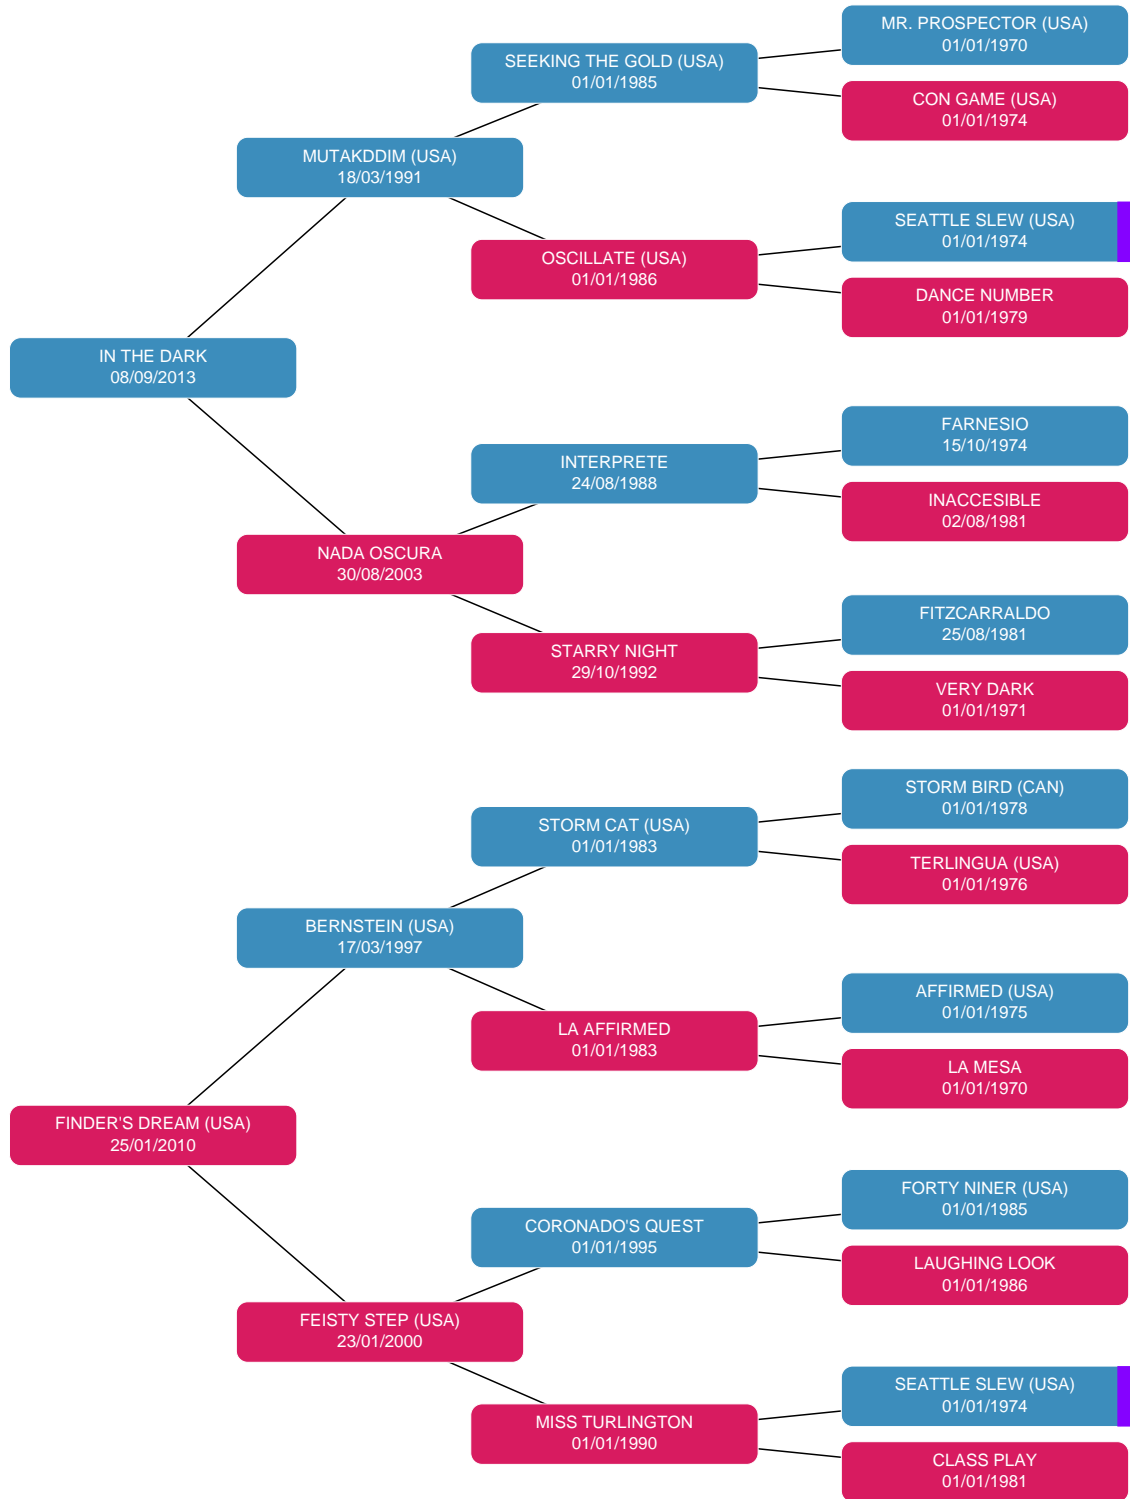 MR. PROSPECTOR (USA)
01/01/1970
SEEKING THE GOLD (USA)
01/01/1985
CON GAME (USA)
01/01/1974
MUTAKDDIM (USA)
18/03/1991
SEATTLE SLEW (USA)
01/01/1974
OSCILLATE (USA)
01/01/1986
DANCE NUMBER
01/01/1979
IN THE DARK
08/09/2013
FARNESIO
15/10/1974
INTERPRETE
24/08/1988
INACCESIBLE
02/08/1981
NADA OSCURA
30/08/2003
FITZCARRALDO
25/08/1981
STARRY NIGHT
29/10/1992
VERY DARK
01/01/1971
STORM BIRD (CAN)
01/01/1978
STORM CAT (USA)
01/01/1983
TERLINGUA (USA)
01/01/1976
BERNSTEIN (USA)
17/03/1997
AFFIRMED (USA)
01/01/1975
LA AFFIRMED
01/01/1983
LA MESA
01/01/1970
FINDER'S DREAM (USA)
25/01/2010
FORTY NINER (USA)
01/01/1985
CORONADO'S QUEST
01/01/1995
LAUGHING LOOK
01/01/1986
FEISTY STEP (USA)
23/01/2000
SEATTLE SLEW (USA)
01/01/1974
MISS TURLINGTON
01/01/1990
CLASS PLAY
01/01/1981